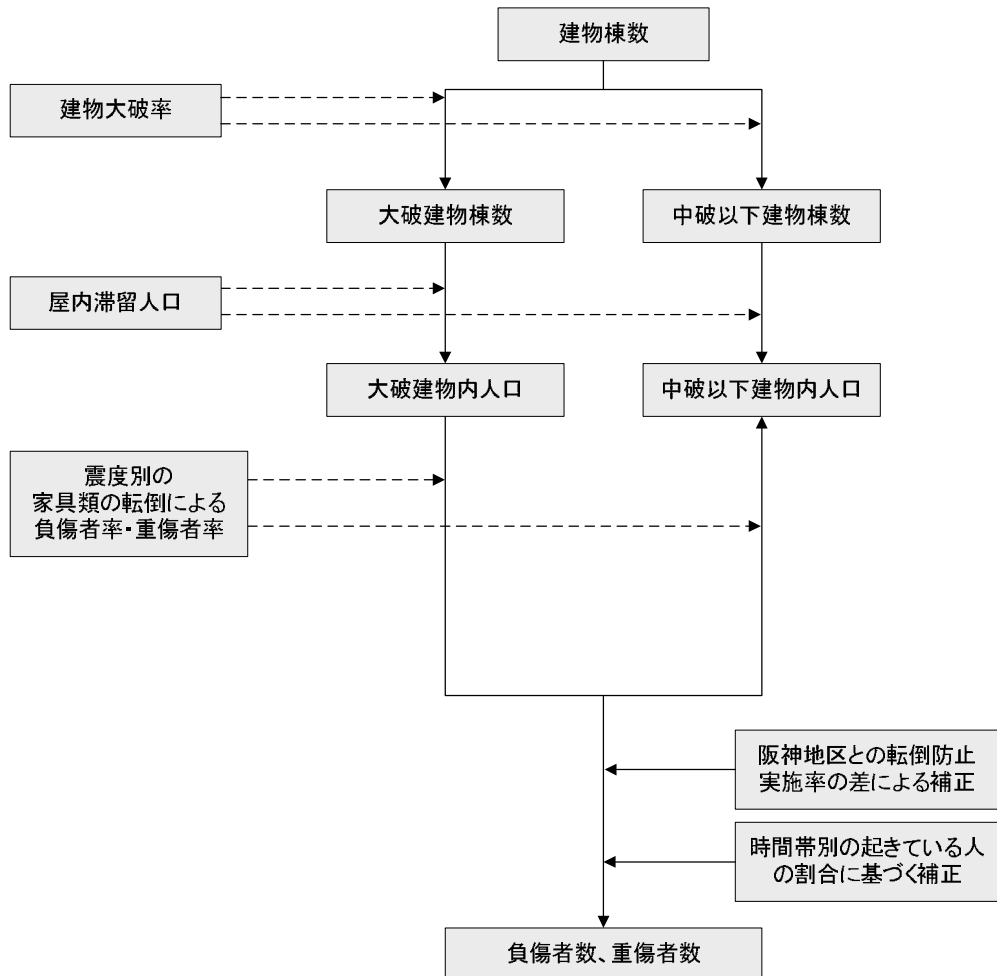 建物棟数
建物大破率
大破建物棟数
中破以下建物棟数
屋内滞留人口
大破建物内人口
中破以下建物内人口
震度別の
家具類の転倒による
負傷者率・重傷者率
阪神地区との転倒防止
実施率の差による補正
時間帯別の起きている人
の割合に基づく補正
負傷者数、重傷者数